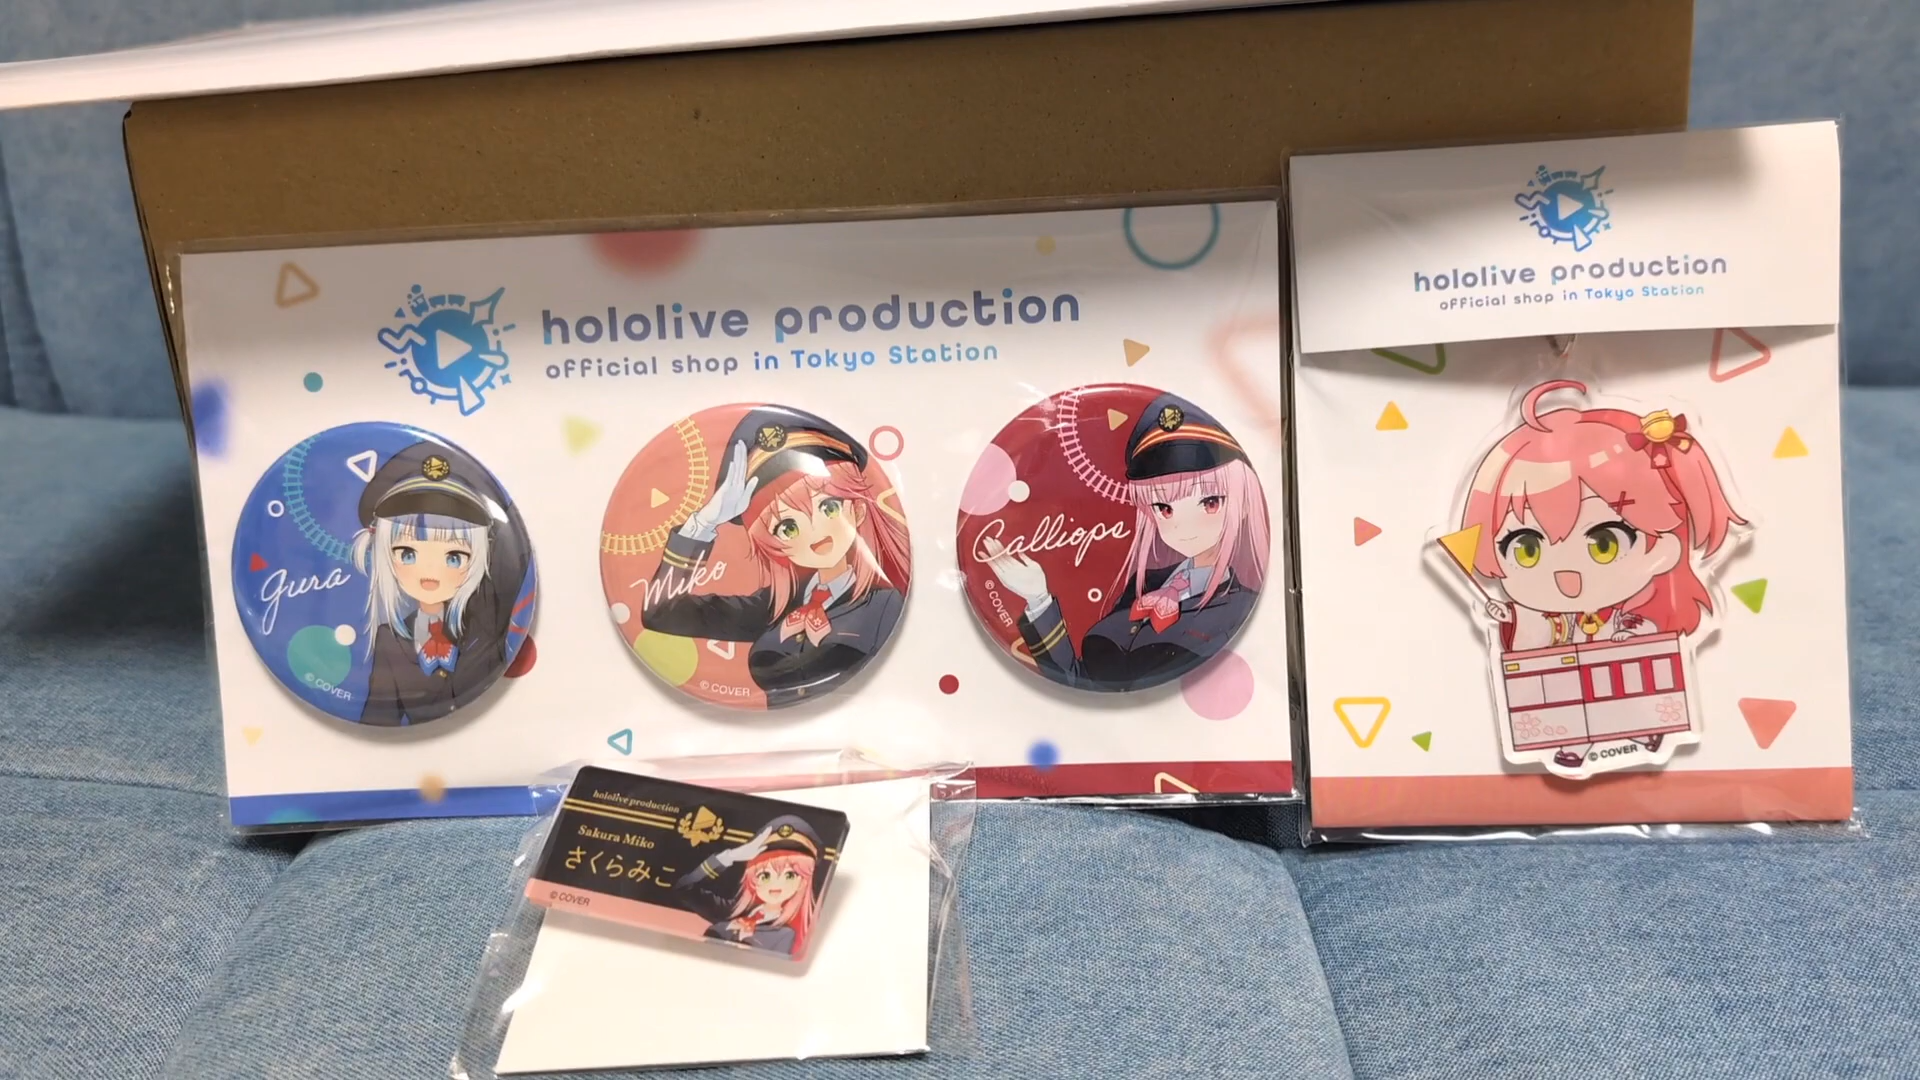 hololive production
official shop in Tokyo Station
Gura
© COVER
Miko
© COVER
Calliope
© COVER
hololive production
official shop in Tokyo Station
© COVER
hololive production
Sakura Miko
さくらみこ
© COVER